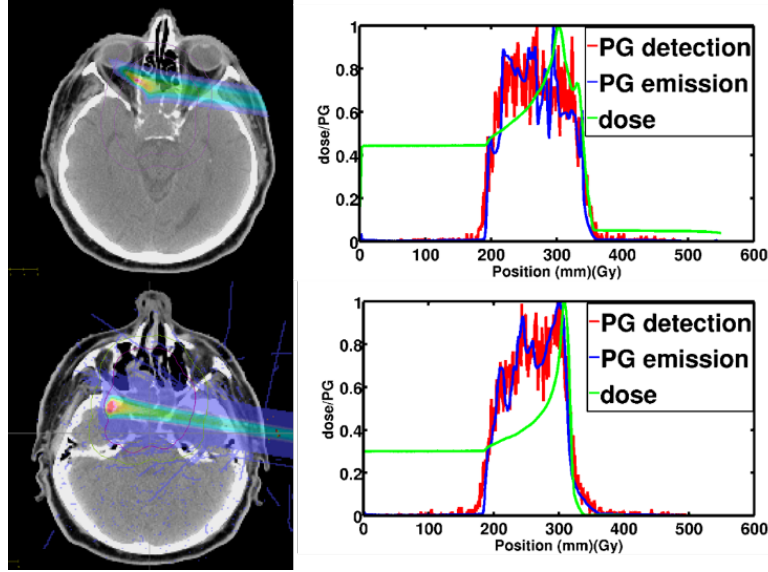 PG detection
PG emission
dose
dose/PG
1
0.8
0.6
0.4
0.2
0
0 100 200 300 400 500 600
Position (mm)(Gy)
PG detection
PG emission
dose
dose/PG
1
0.8
0.6
0.4
0.2
0
0 100 200 300 400 500 600
Position (mm)(Gy)